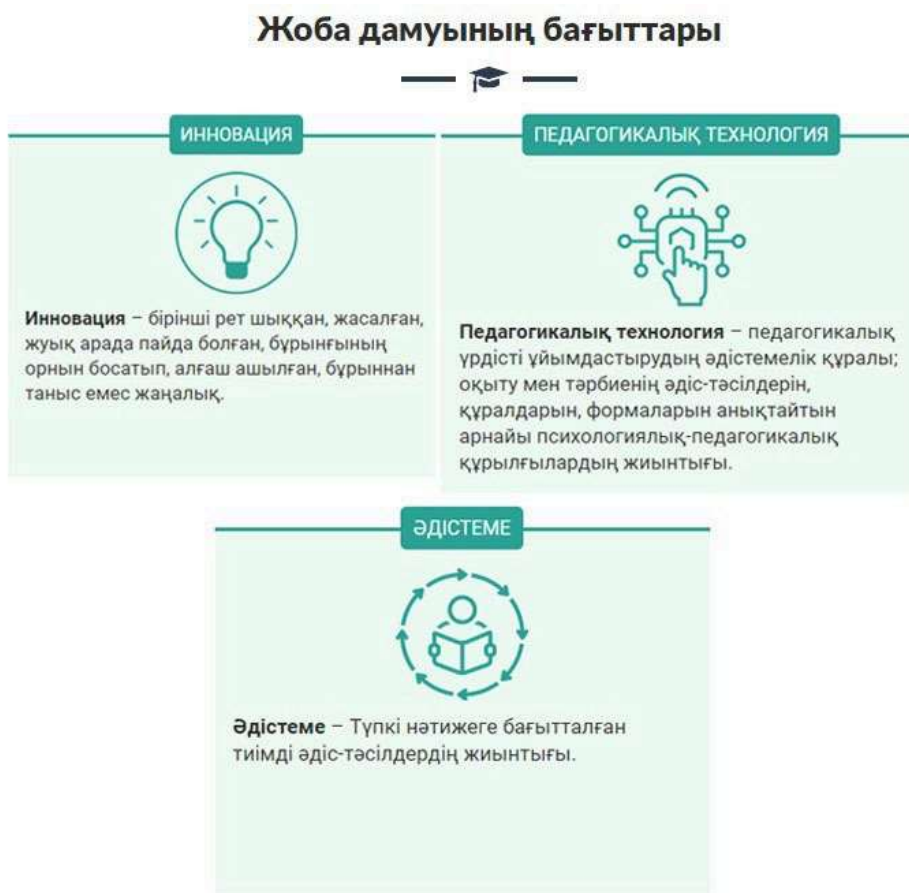 Жоба дамуының бағыттары
ИННОВАЦИЯ
Инновация – бірінші рет шыққан, жасалған,
жуық арада пайда болған, бұрынғының
орнын босатып, алғаш ашылған, бұрыннан
таныс емес жаңалық.
ПЕДАГОГИКАЛЫҚ ТЕХНОЛОГИЯ
Педагогикалық технология – педагогикалық
үрдісті ұйымдастырудың әдістемелік құралы;
оқыту мен тәрбиенің әдіс-тәсілдерін,
құралдарын, формаларын анықтайтын
арнайы психологиялық-педагогикалық
құрылғылардың жиынтығы.
ӘДІСТЕМЕ
Әдістеме – Түпкі нәтижеге бағытталған
тиімді әдіс-тәсілдердің жиынтығы.